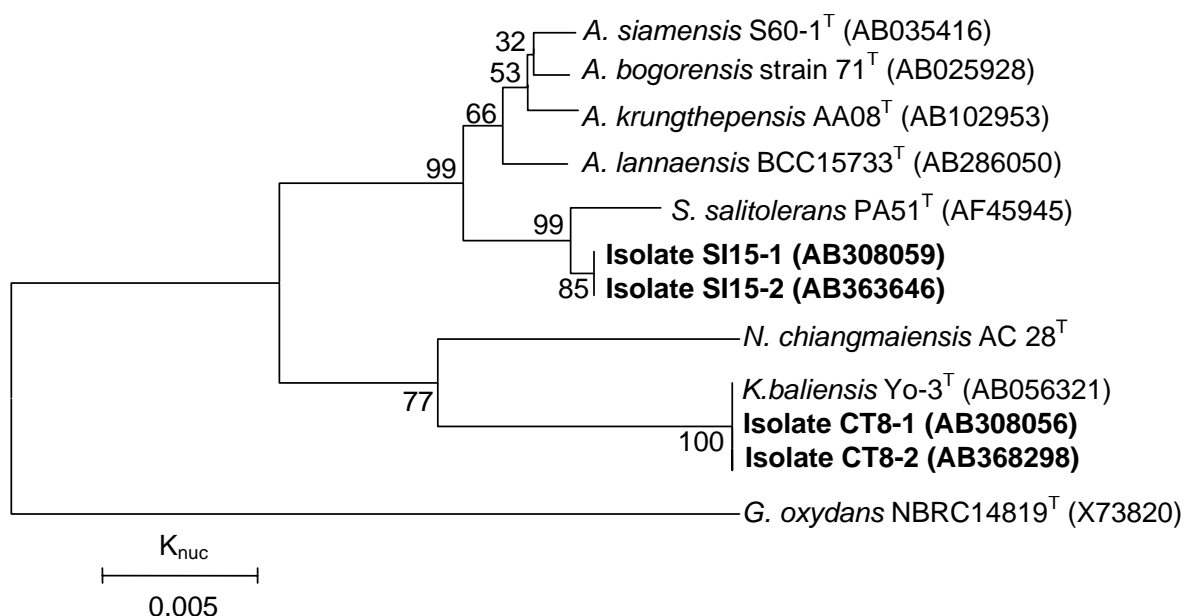 32
A. siamensis S60-1ᵀ (AB035416)
53
A. bogorensis strain 71ᵀ (AB025928)
66
A. krungthepensis AA08ᵀ (AB102953)
99
A. lannaensis BCC15733ᵀ (AB286050)
99
S. salitolerans PA51ᵀ (AF45945)
Isolate SI15-1 (AB308059)
85
Isolate SI15-2 (AB363646)
N. chiangmaiensis AC 28ᵀ
77
K.baliensis Yo-3ᵀ (AB056321)
Isolate CT8-1 (AB308056)
100
Isolate CT8-2 (AB368298)
G. oxydans NBRC14819ᵀ (X73820)
Knuc
0.005